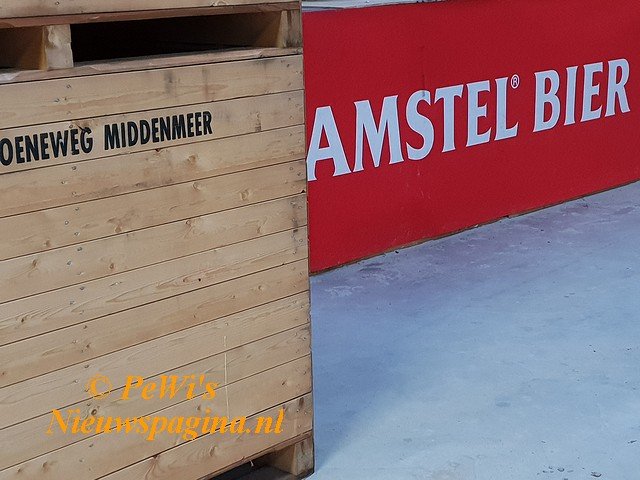 OENEWEG MIDDENMEER
AMSTEL® BIER
© PeWi's
Nieuwspagina.nl